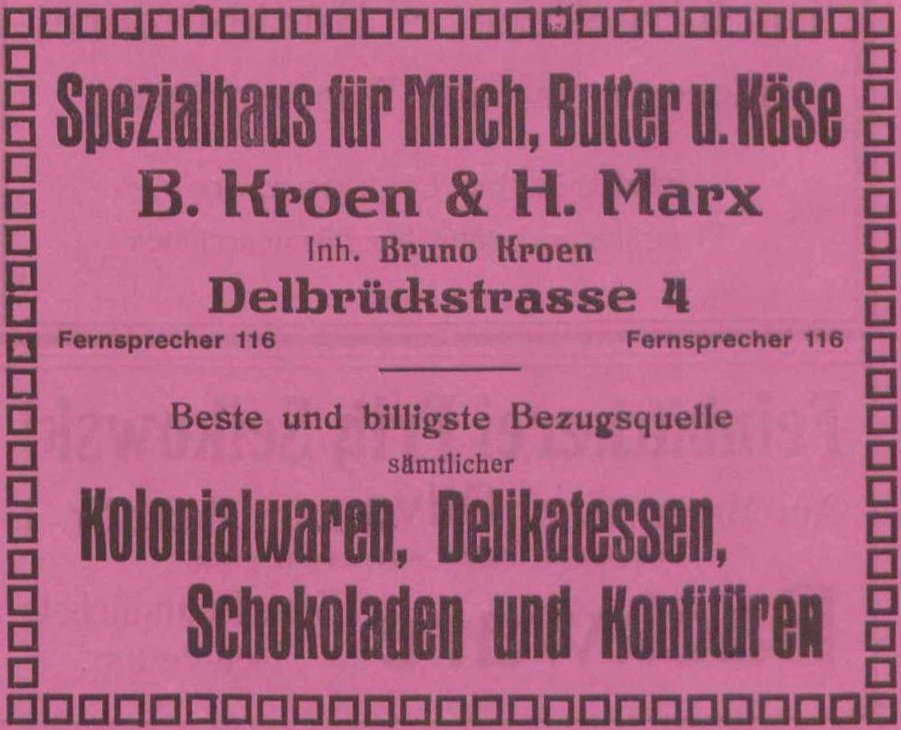 Spezialhaus für Milch, Butter u. Käse
B. Kroen & H. Marx
Inh. Bruno Kroen
Delbrückstrasse 4
Fernsprecher 116 Fernsprecher 116
Beste und billigste Bezugsquelle
sämtlicher
Kolonialwaren, Delikatessen,
Schokoladen und Konfitüren